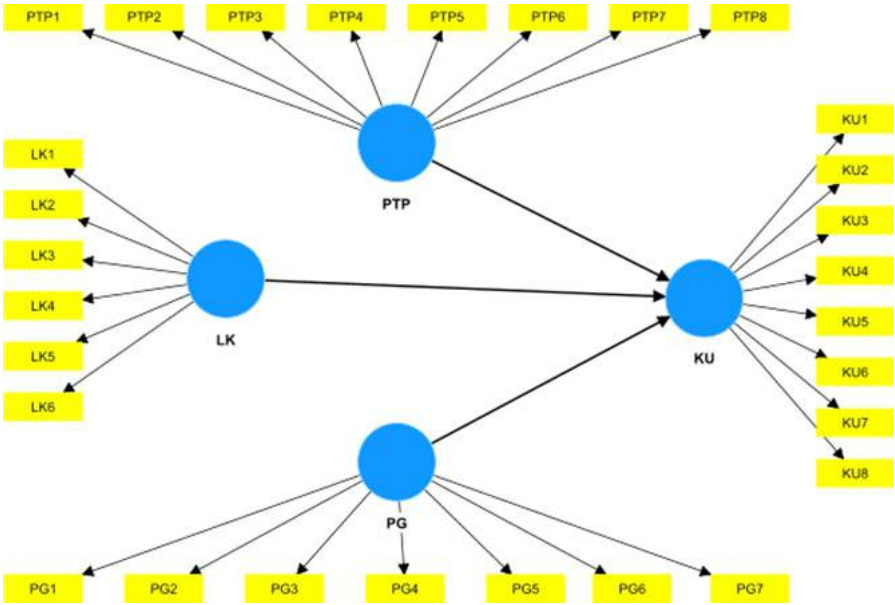 PTP1 PTP2 PTP3 PTP4 PTP5 PTP6 PTP7 PTP8
PTP
LK1
LK2
LK3
LK4
LK5
LK6
LK
KU1
KU2
KU3
KU4
KU5
KU6
KU7
KU8
KU
PG
PG1 PG2 PG3 PG4 PG5 PG6 PG7